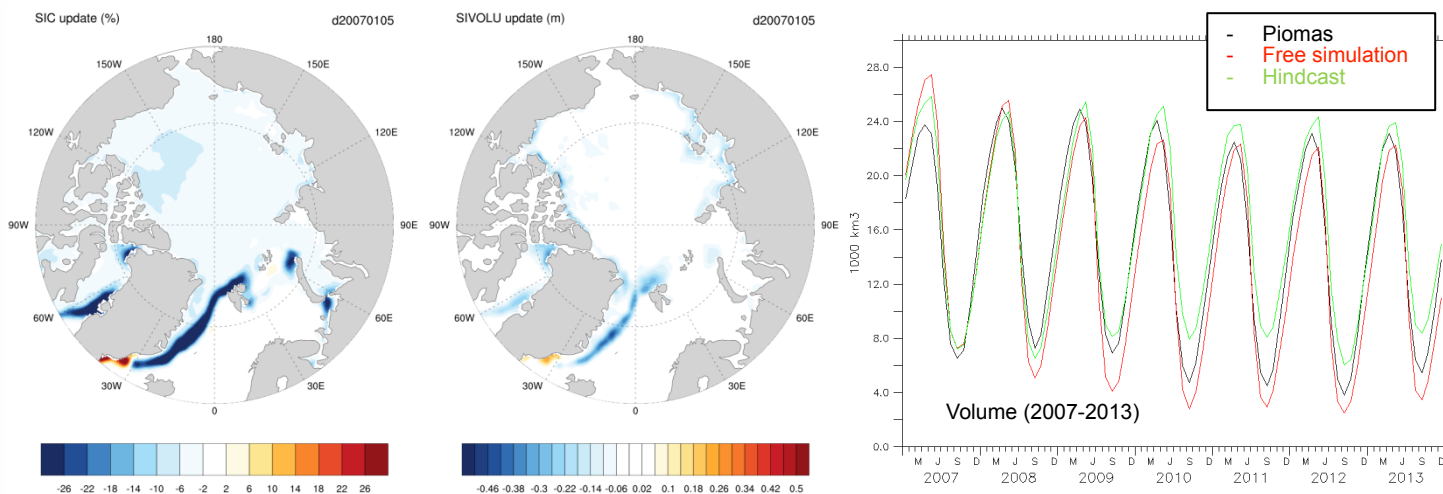 SIC update (%) d20070105
180
150W 150E
120W 120E
90W 90E
60W 60E
30W 30E
0
-26 -22 -18 -14 -10 -6 -2 2 6 10 14 18 22 26
SIVOLU update (m) d20070105
180
150W 150E
120W 120E
90W 90E
60W 60E
30W 30E
0
-0.46 -0.38 -0.3 -0.22 -0.14 -0.06 0.02 0.1 0.18 0.26 0.34 0.42 0.5
- Piomas
- Free simulation
- Hindcast
28.0
24.0
20.0
16.0
12.0
8.0
4.0
0.0
1000 km3
Volume (2007-2013)
M J S D M J S D M J S D M J S D M J S D M J S D M J S D
2007 2008 2009 2010 2011 2012 2013